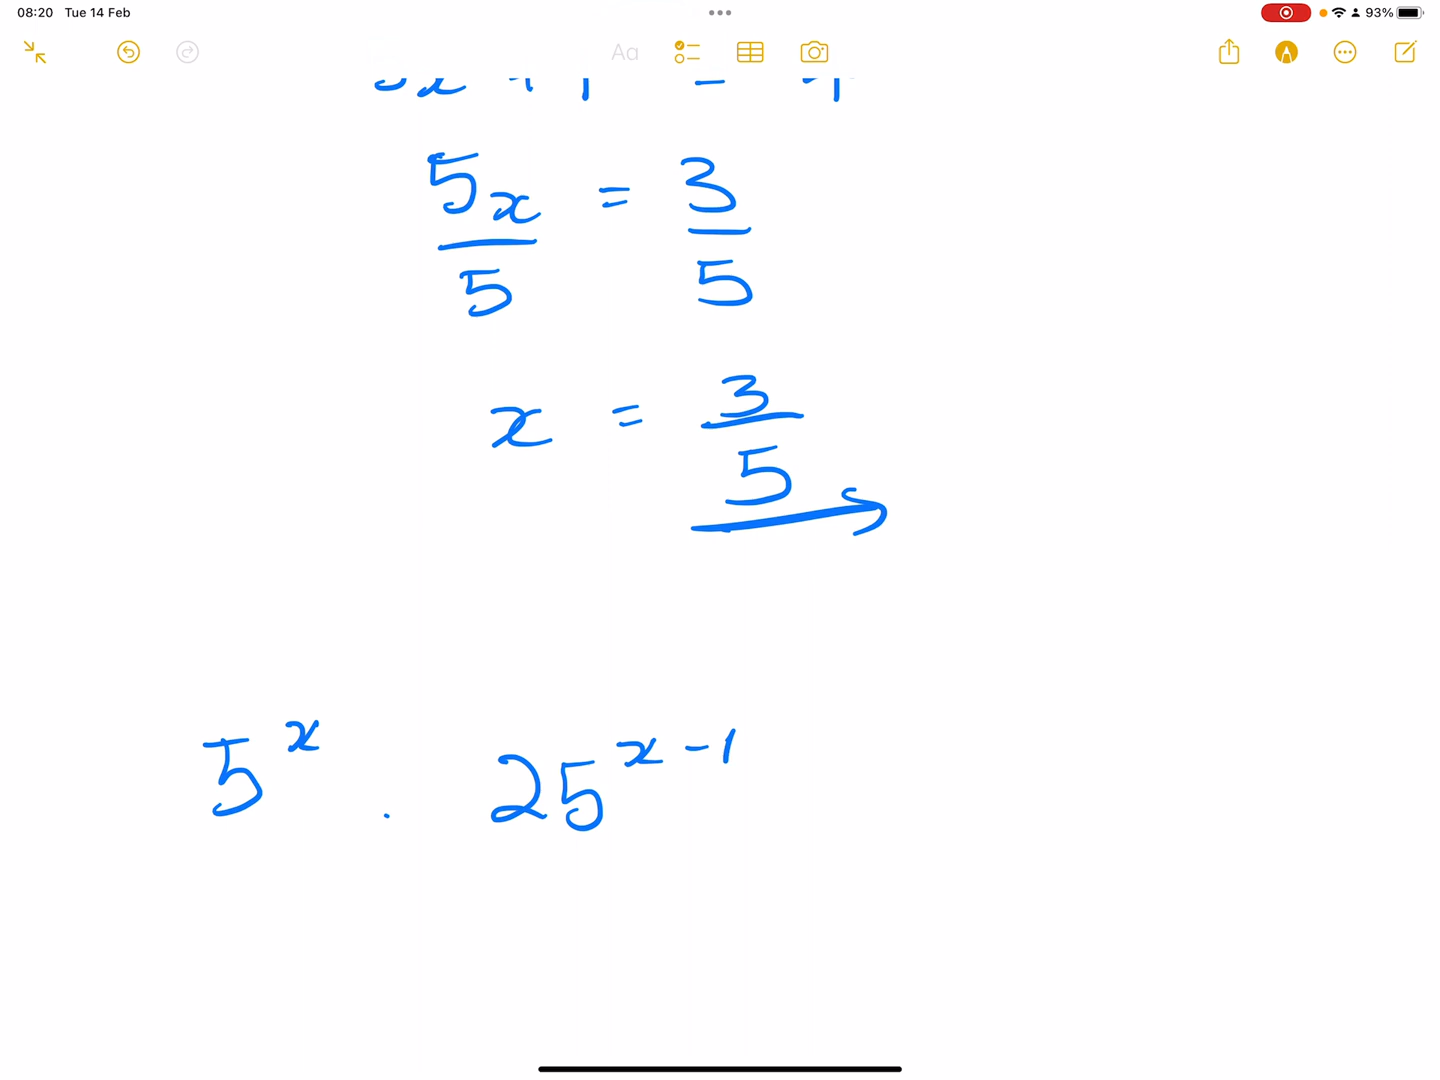 08:20 Tue 14 Feb 93%
Aa
5x/5 = 3/5
x = 3/5
5^x . 25^(x-1)